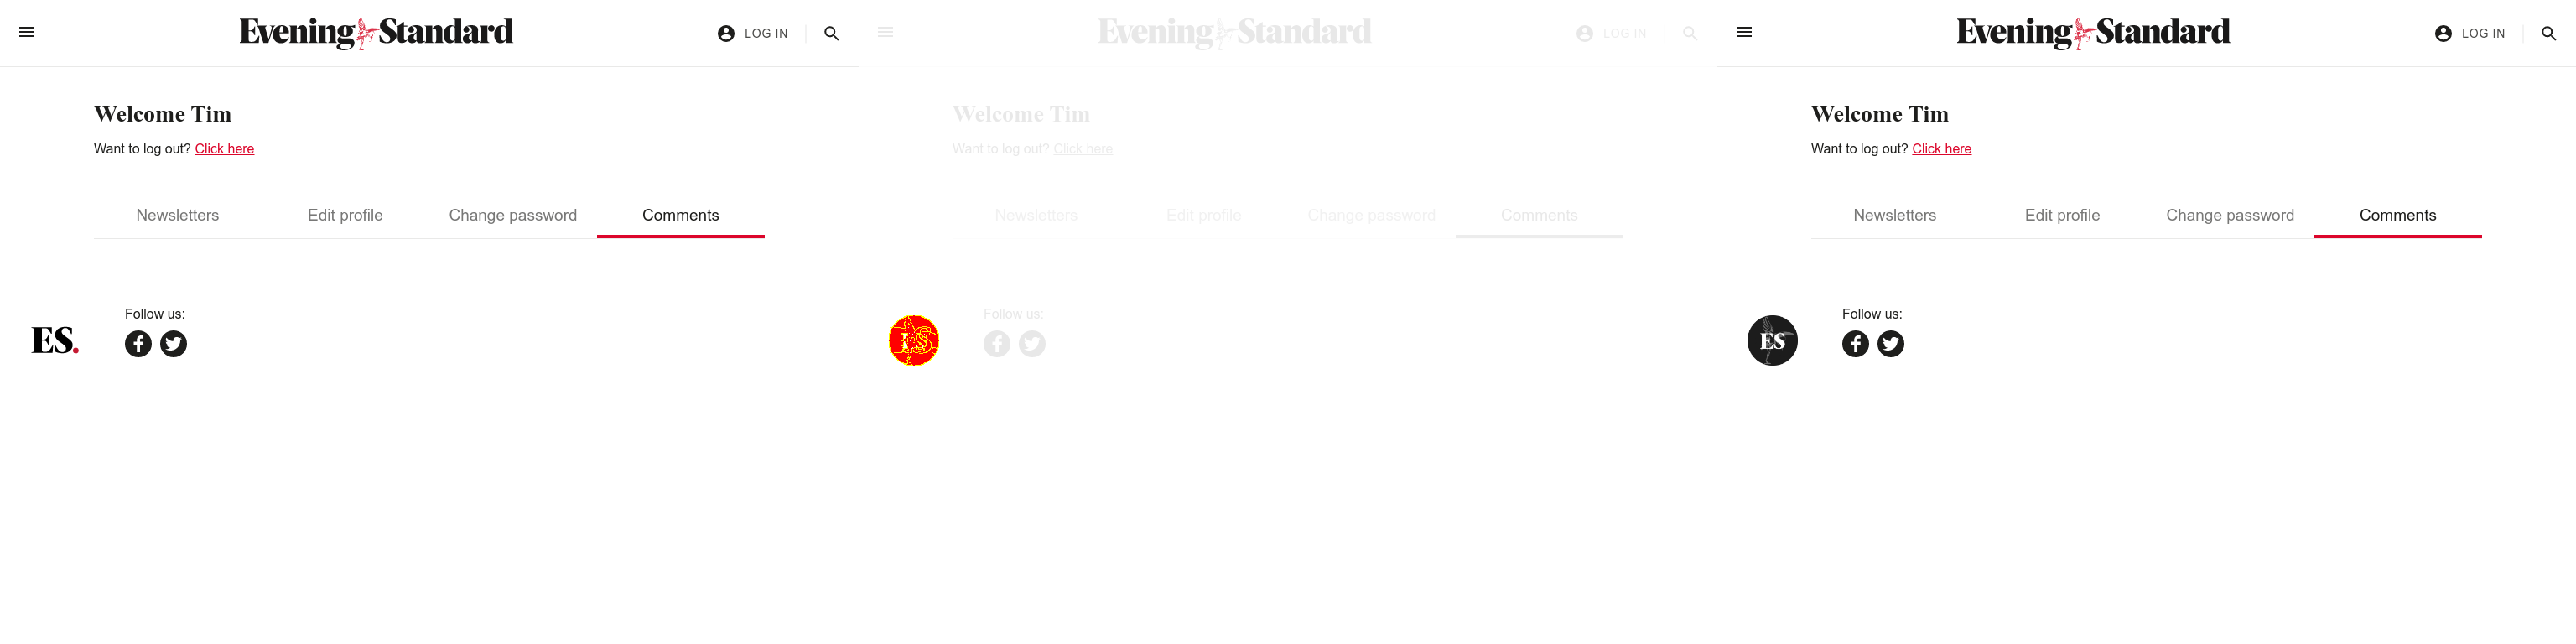 Evening Standard
LOG IN
Welcome Tim
Want to log out? Click here
Newsletters
Edit profile
Change password
Comments
ES.
Follow us:
Evening Standard
LOG IN
Welcome Tim
Want to log out? Click here
Newsletters
Edit profile
Change password
Comments
ES
Follow us:
Evening Standard
LOG IN
Welcome Tim
Want to log out? Click here
Newsletters
Edit profile
Change password
Comments
ES
Follow us: